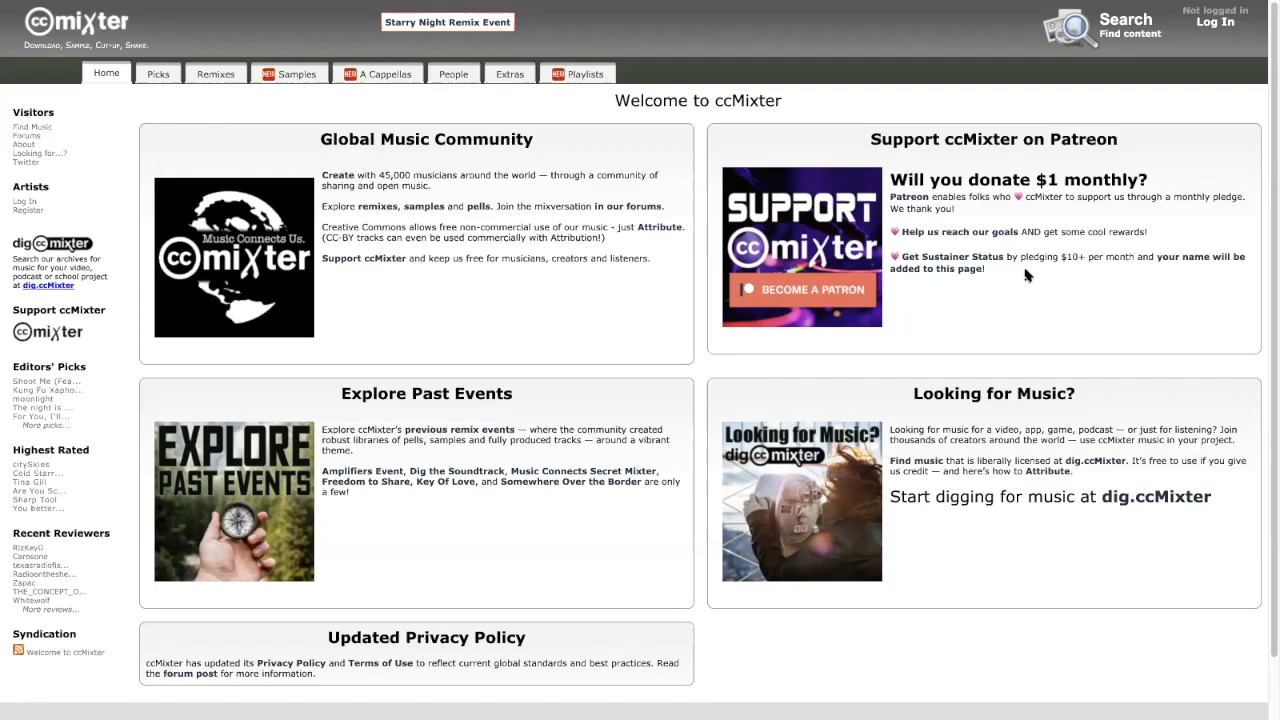 ccmixter
Download, Sample, Cut-up, Share.
Starry Night Remix Event
Search
Find content
Not logged in
Log In
Home
Picks
Remixes
NEW Samples
NEW A Cappellas
People
Extras
NEW Playlists
Visitors
Find Music
Forums
About
Looking for...?
Twitter
Artists
Log In
Register
dig ccmixter
Search our archives for
music for your video,
podcast or school project
at dig.ccMixter
Support ccMixter
ccmixter
Editors' Picks
Shoot Me (Fea...
Kung Fu Xapho...
moonlight
The night is ...
For You, I'll...
More picks...
Highest Rated
citySkies
Cold Starr...
Tina Gill
Are You Sc...
Sharp Tool
You better...
Recent Reviewers
RizKeyG
Carosone
texasradiofis...
Radioontheshe...
Zapac
THE_CONCEPT_O...
Whitewolf
More reviews...
Syndication
Welcome to ccMixter
Welcome to ccMixter
Global Music Community
Music Connects Us.
ccmixter
Create with 45,000 musicians around the world — through a community of
sharing and open music.
Explore remixes, samples and pells. Join the mixversation in our forums.
Creative Commons allows free non-commercial use of our music - just Attribute.
(CC-BY tracks can even be used commercially with Attribution!)
Support ccMixter and keep us free for musicians, creators and listeners.
Support ccMixter on Patreon
SUPPORT
ccmixter
BECOME A PATRON
Will you donate $1 monthly?
Patreon enables folks who 💗 ccMixter to support us through a monthly pledge.
We thank you!
💗 Help us reach our goals AND get some cool rewards!
💗 Get Sustainer Status by pledging $10+ per month and your name will be
added to this page!
Explore Past Events
EXPLORE
PAST EVENTS
Explore ccMixter's previous remix events — where the community created
robust libraries of pells, samples and fully produced tracks — around a vibrant
theme.
Amplifiers Event, Dig the Soundtrack, Music Connects Secret Mixter,
Freedom to Share, Key Of Love, and Somewhere Over the Border are only
a few!
Looking for Music?
Looking for Music?
dig ccmixter
Looking for music for a video, app, game, podcast — or just for listening? Join
thousands of creators around the world — use ccMixter music in your project.
Find music that is liberally licensed at dig.ccMixter. It's free to use if you give
us credit — and here's how to Attribute.
Start digging for music at dig.ccMixter
Updated Privacy Policy
ccMixter has updated its Privacy Policy and Terms of Use to reflect current global standards and best practices. Read
the forum post for more information.